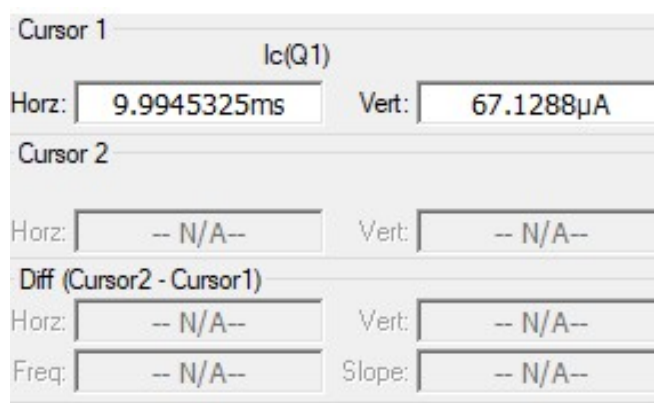 Cursor 1
Ic(Q1)
Horz: 9.9945325ms Vert: 67.1288µA
Cursor 2
Horz: -- N/A-- Vert: -- N/A--
Diff (Cursor2 - Cursor1)
Horz: -- N/A-- Vert: -- N/A--
Freq: -- N/A-- Slope: -- N/A--